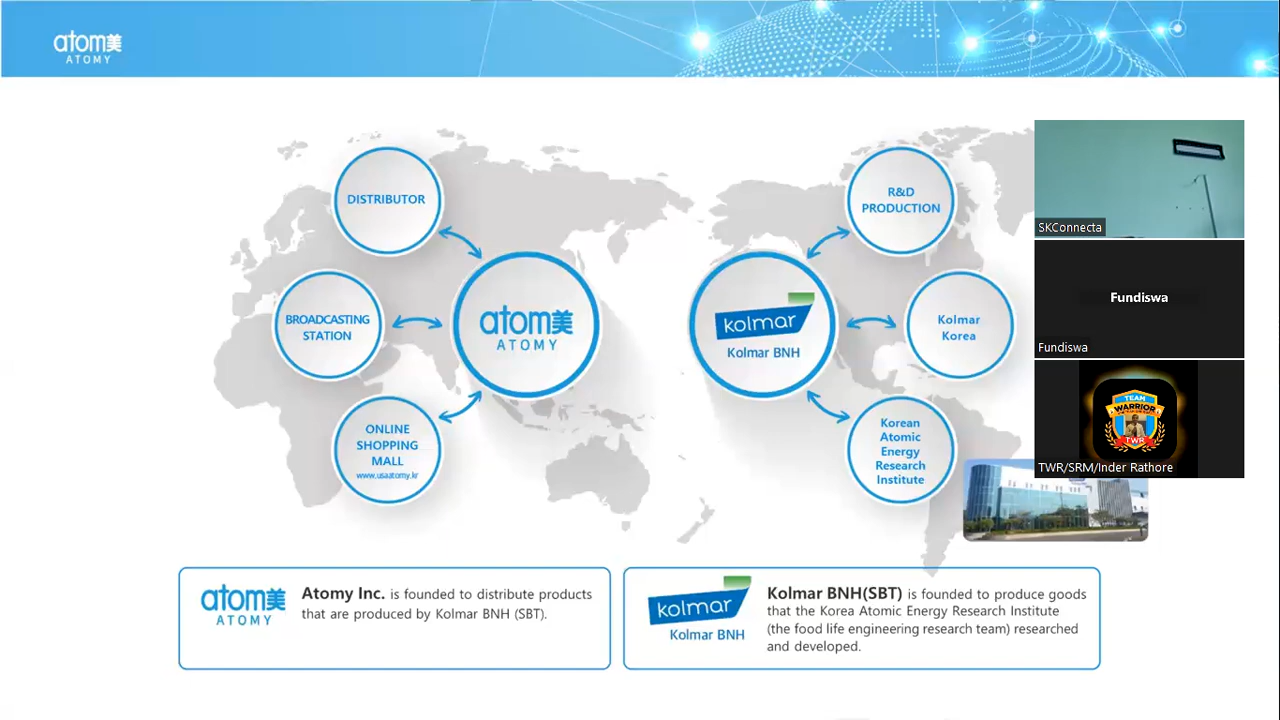 atom美
ATOMY
DISTRIBUTOR
BROADCASTING
STATION
ONLINE
SHOPPING
MALL
www.usaatomy.kr
atom美
ATOMY
kolmar
Kolmar BNH
R&D
PRODUCTION
Kolmar
Korea
Korean
Atomic
Energy
Research
Institute
SKConnecta
Fundiswa
Fundiswa
TEAM
WARRIOR
TWR
TWR/SRM/Inder Rathore
atom美
ATOMY
Atomy Inc. is founded to distribute products
that are produced by Kolmar BNH (SBT).
kolmar
Kolmar BNH
Kolmar BNH(SBT) is founded to produce goods
that the Korea Atomic Energy Research Institute
(the food life engineering research team) researched
and developed.